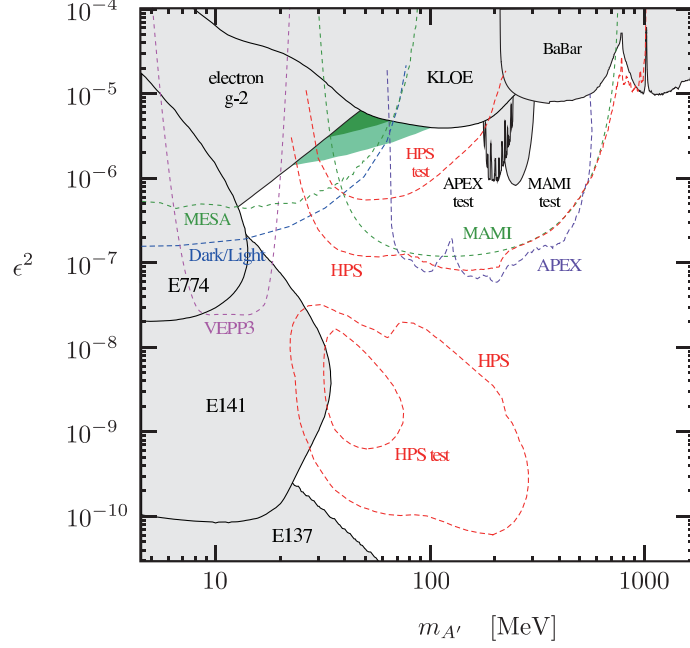 10⁻⁴
10⁻⁵
10⁻⁶
10⁻⁷
10⁻⁸
10⁻⁹
10⁻¹⁰
ϵ²
electron
g-2
KLOE
BaBar
HPS
test
APEX
test
MAMI
test
MESA
MAMI
Dark/Light
HPS
APEX
E774
VEPP3
HPS
E141
HPS test
E137
10
100
1000
m_{A′} [MeV]